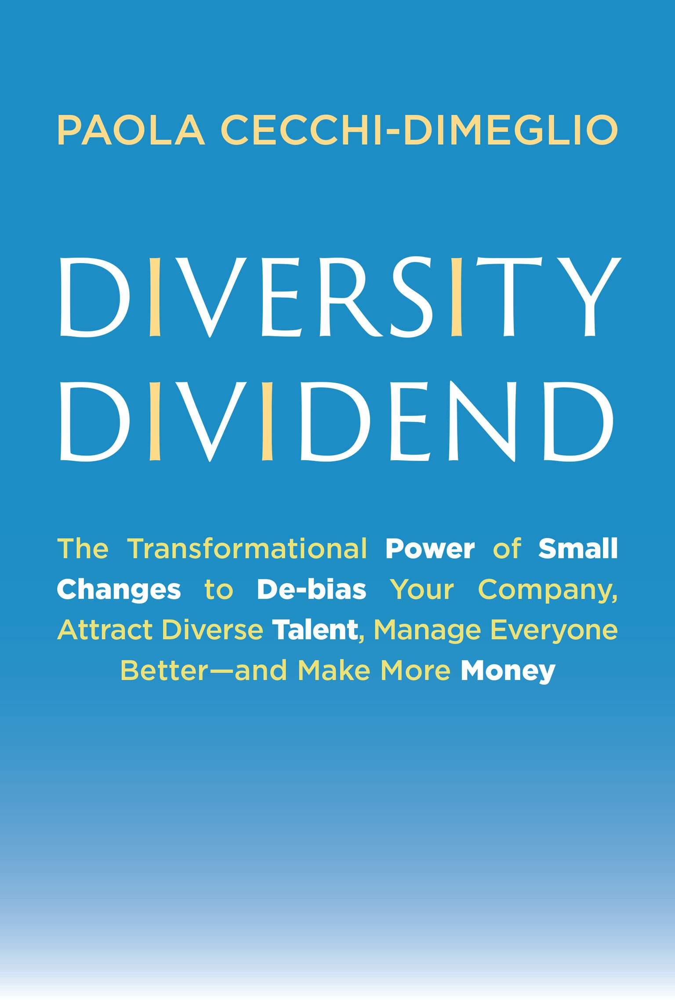 PAOLA CECCHI-DIMEGLIO
DIVERSITY
DIVIDEND
The Transformational Power of Small
Changes to De-bias Your Company,
Attract Diverse Talent, Manage Everyone
Better—and Make More Money